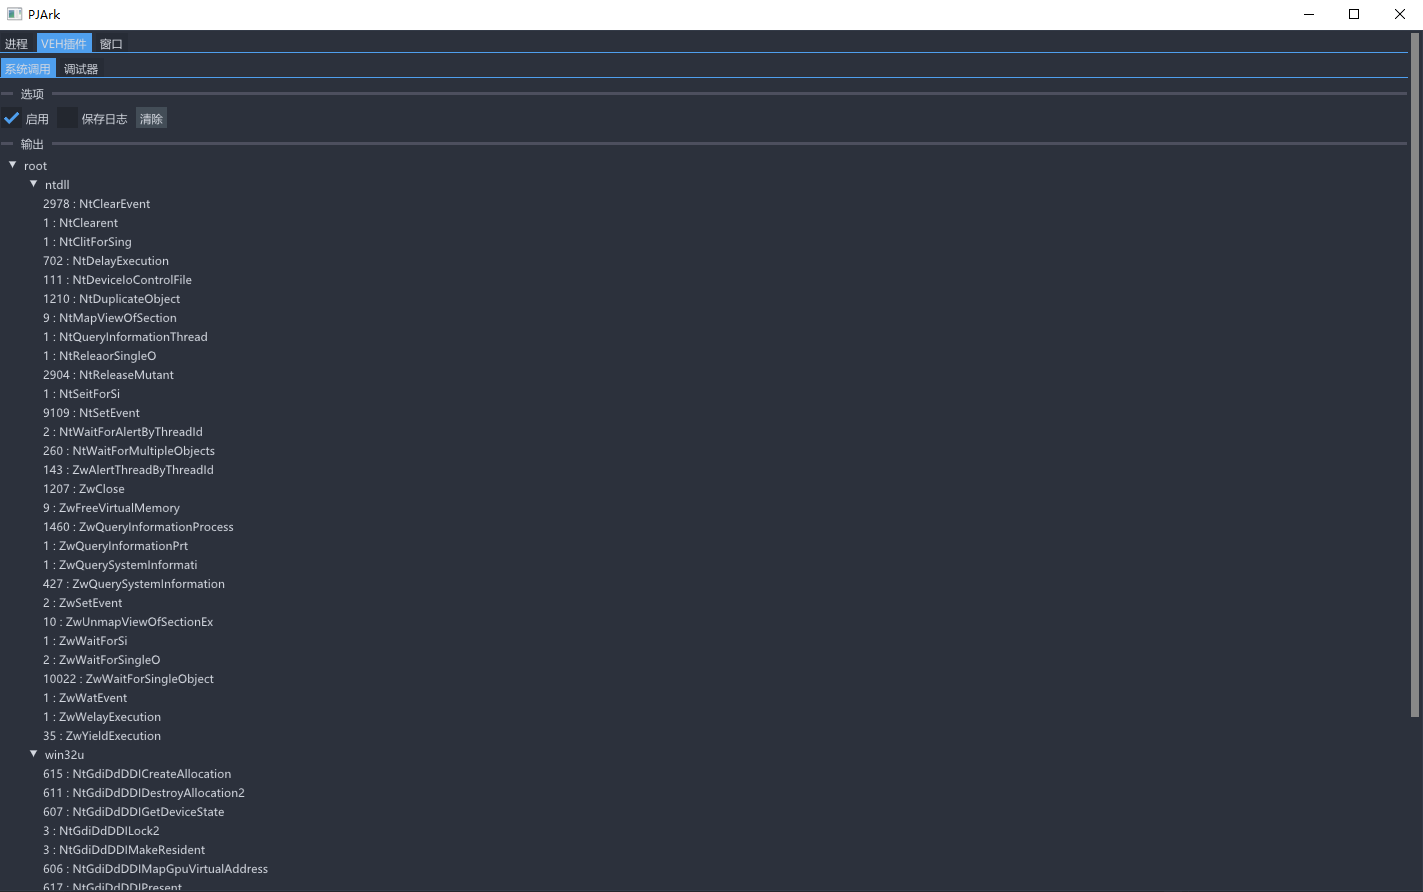 PJArk
进程 VEH插件 窗口
系统调用 调试器
选项
启用 保存日志 清除
输出
root
ntdll
2978 : NtClearEvent
1 : NtClearent
1 : NtClitForSing
702 : NtDelayExecution
111 : NtDeviceIoControlFile
1210 : NtDuplicateObject
9 : NtMapViewOfSection
1 : NtQueryInformationThread
1 : NtReleaorSingleO
2904 : NtReleaseMutant
1 : NtSeitForSi
9109 : NtSetEvent
2 : NtWaitForAlertByThreadId
260 : NtWaitForMultipleObjects
143 : ZwAlertThreadByThreadId
1207 : ZwClose
9 : ZwFreeVirtualMemory
1460 : ZwQueryInformationProcess
1 : ZwQueryInformationPrt
1 : ZwQuerySystemInformati
427 : ZwQuerySystemInformation
2 : ZwSetEvent
10 : ZwUnmapViewOfSectionEx
1 : ZwWaitForSi
2 : ZwWaitForSingleO
10022 : ZwWaitForSingleObject
1 : ZwWatEvent
1 : ZwWelayExecution
35 : ZwYieldExecution
win32u
615 : NtGdiDdDDICreateAllocation
611 : NtGdiDdDDIDestroyAllocation2
607 : NtGdiDdDDIGetDeviceState
3 : NtGdiDdDDILock2
3 : NtGdiDdDDIMakeResident
606 : NtGdiDdDDIMapGpuVirtualAddress
617 : NtGdiDdDDIPresent